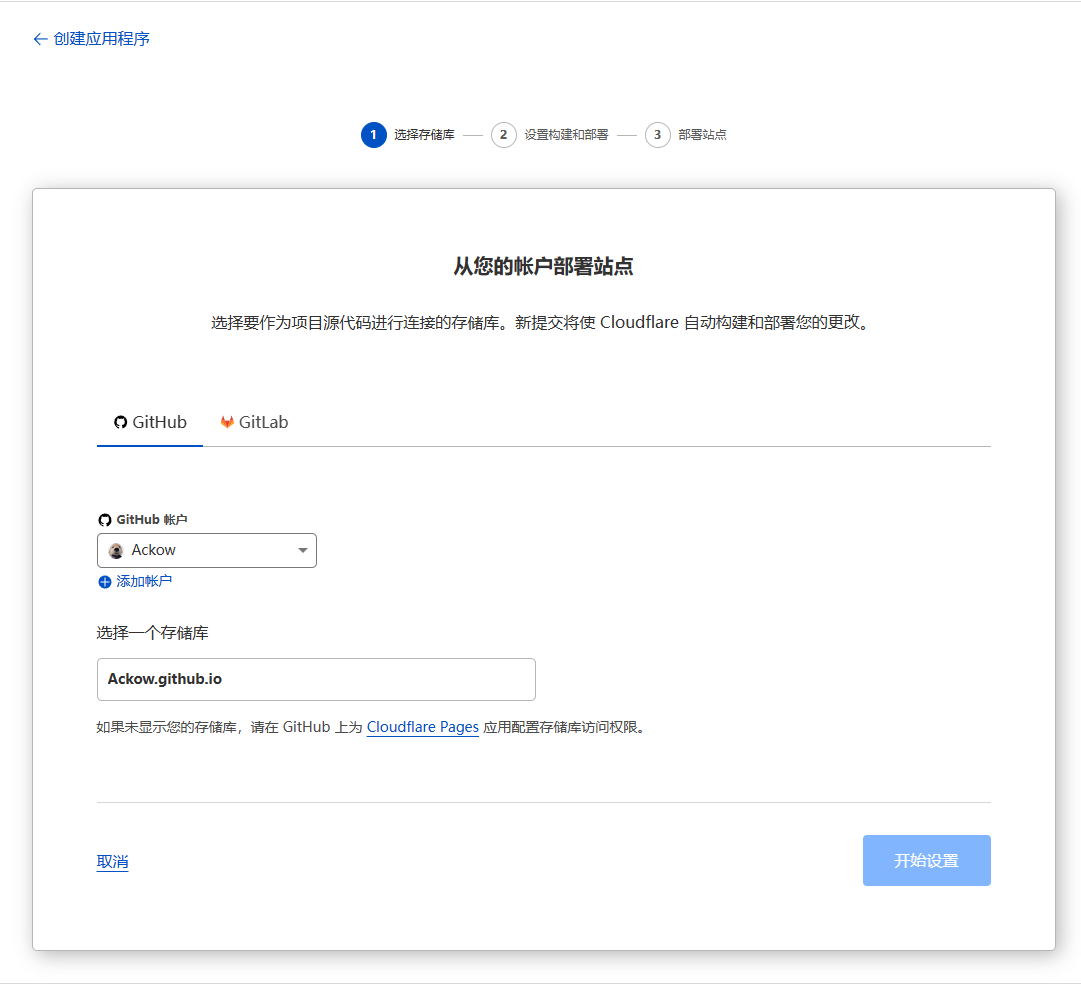 ← 创建应用程序
1 选择存储库 2 设置构建和部署 3 部署站点
从您的帐户部署站点
选择要作为项目源代码进行连接的存储库。新提交将使 Cloudflare 自动构建和部署您的更改。
GitHub GitLab
GitHub 帐户
Ackow
添加帐户
选择一个存储库
Ackow.github.io
如果未显示您的存储库，请在 GitHub 上为 Cloudflare Pages 应用配置存储库访问权限。
取消 开始设置